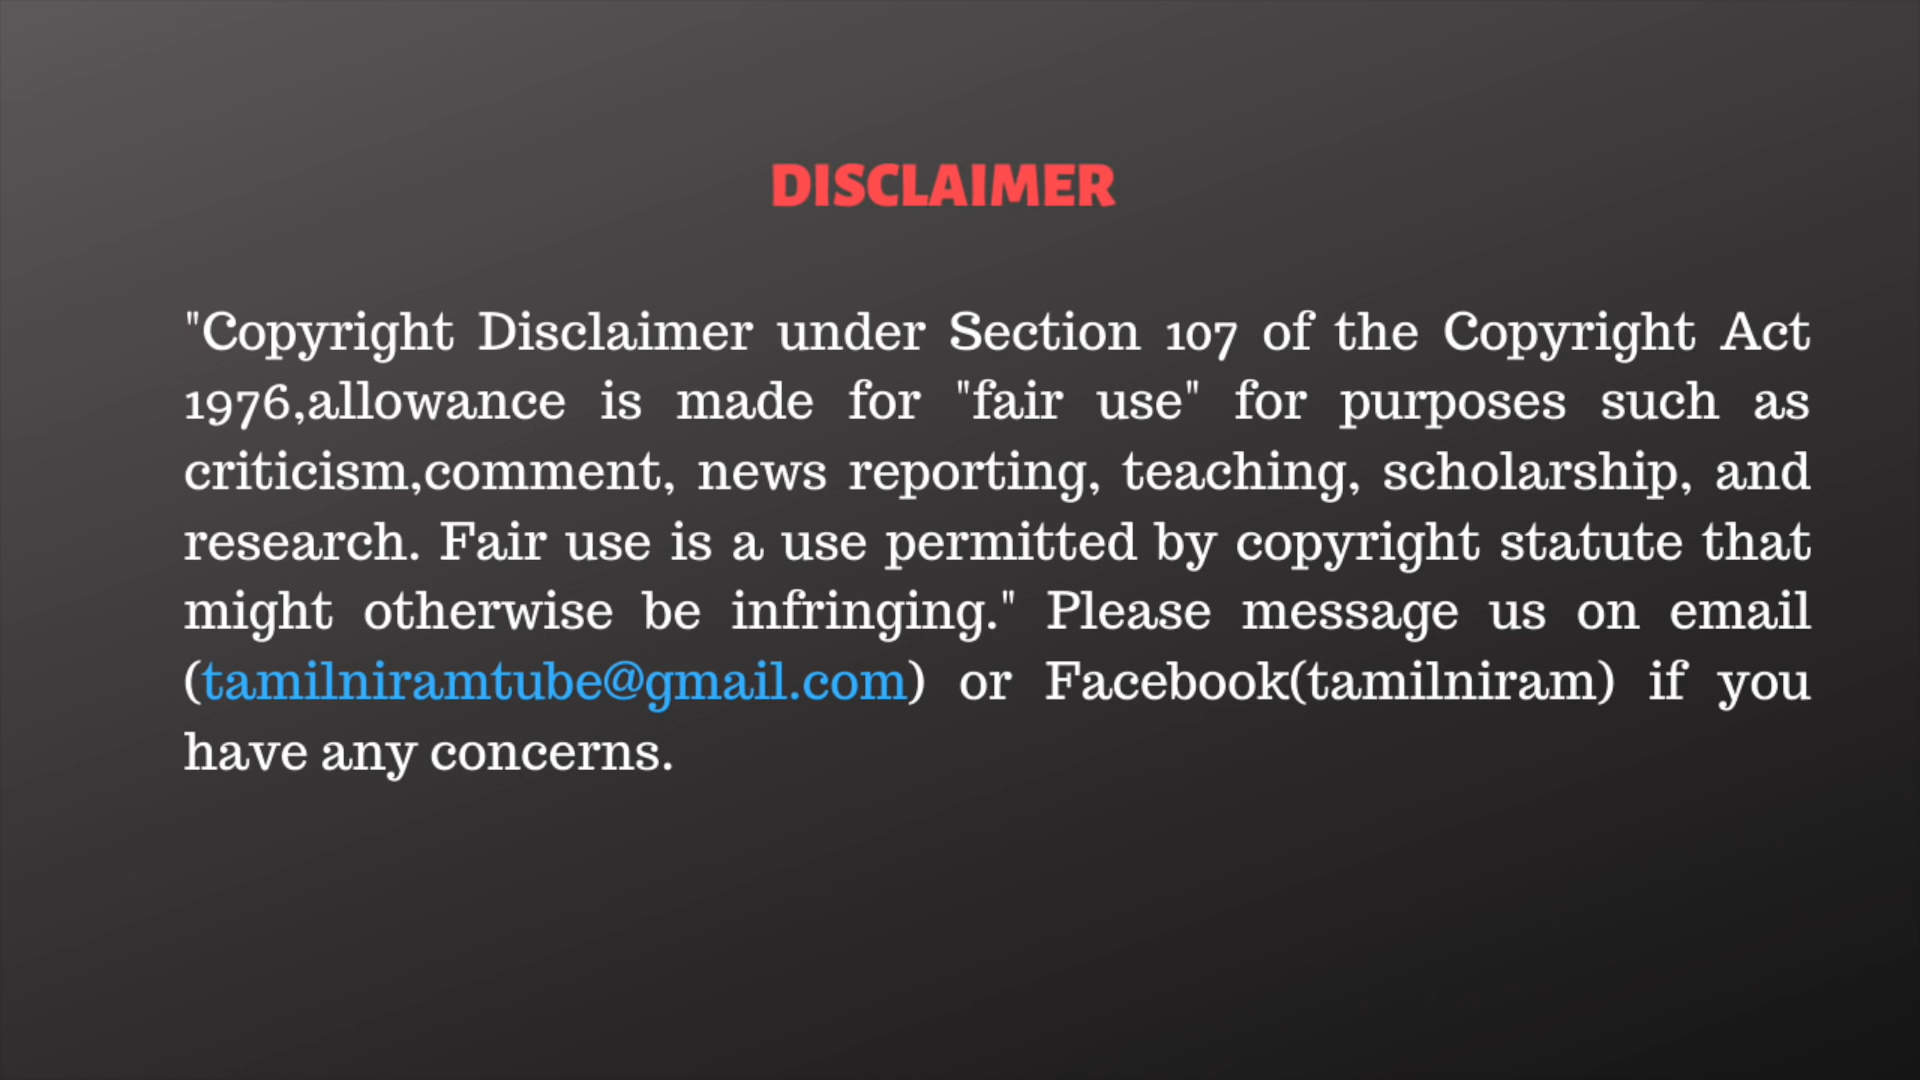 DISCLAIMER
"Copyright Disclaimer under Section 107 of the Copyright Act
1976,allowance is made for "fair use" for purposes such as
criticism,comment, news reporting, teaching, scholarship, and
research. Fair use is a use permitted by copyright statute that
might otherwise be infringing." Please message us on email
(tamilniramtube@gmail.com) or Facebook(tamilniram) if you
have any concerns.